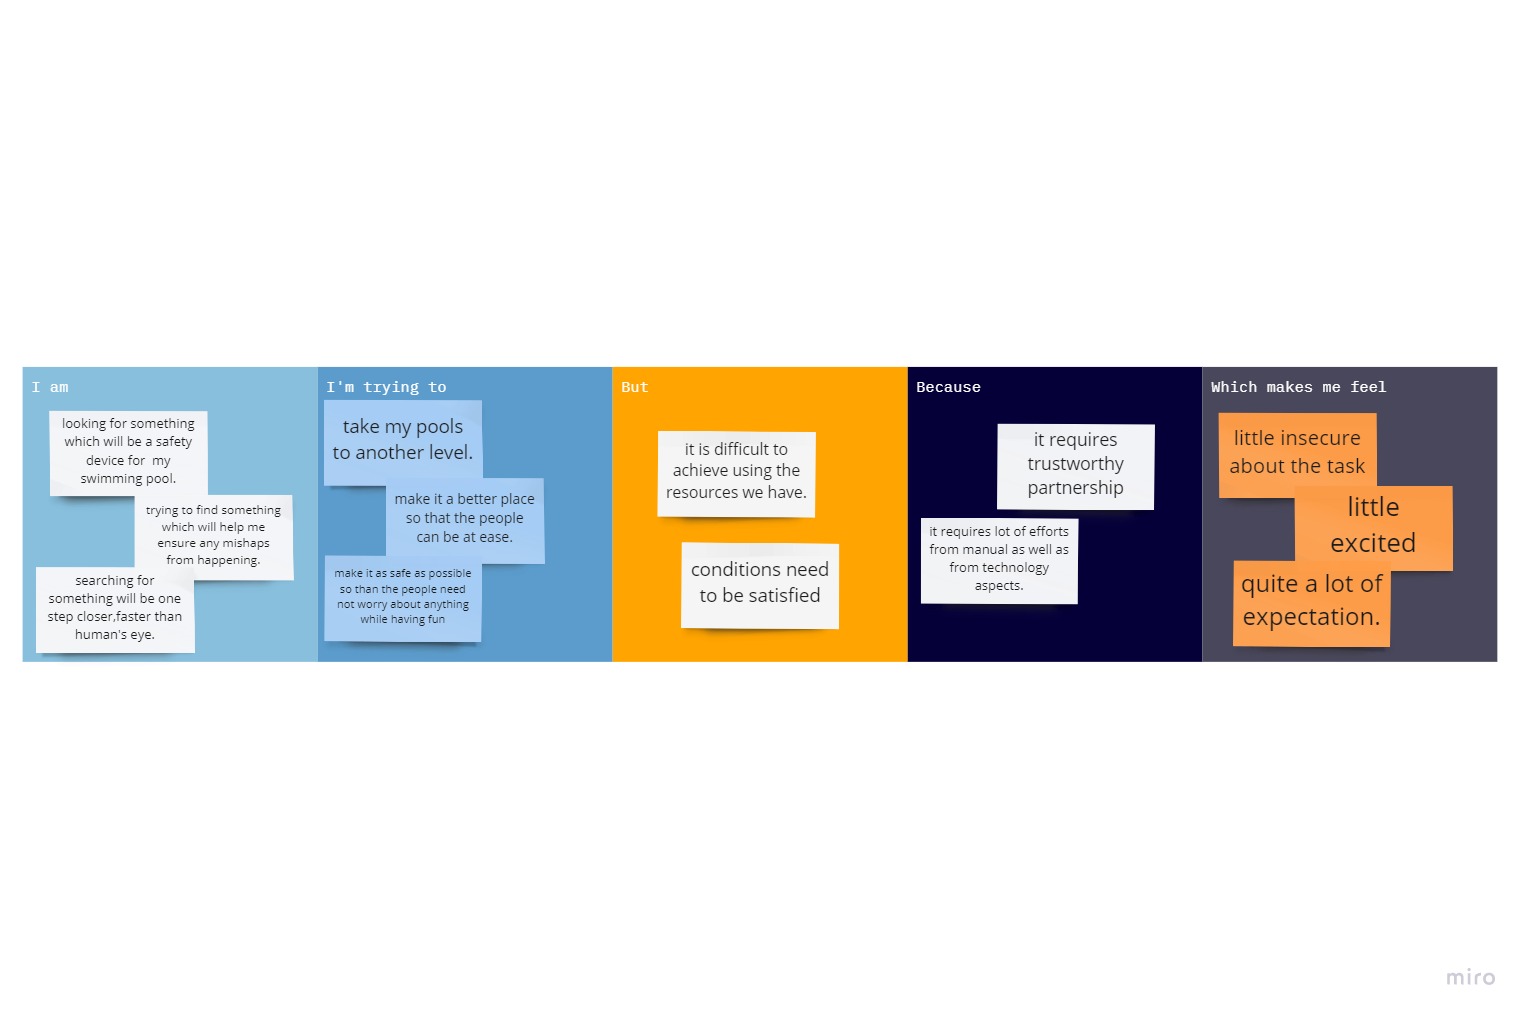 I am
looking for something
which will be a safety
device for my
swimming pool.
trying to find something
which will help me
ensure any mishaps
from happening.
searching for
something will be one
step closer,faster than
human's eye.
I'm trying to
take my pools
to another level.
make it a better place
so that the people
can be at ease.
make it as safe as possible
so than the people need
not worry about anything
while having fun
But
it is difficult to
achieve using the
resources we have.
conditions need
to be satisfied
Because
it requires
trustworthy
partnership
it requires lot of efforts
from manual as well as
from technology
aspects.
Which makes me feel
little insecure
about the task
little
excited
quite a lot of
expectation.
miro